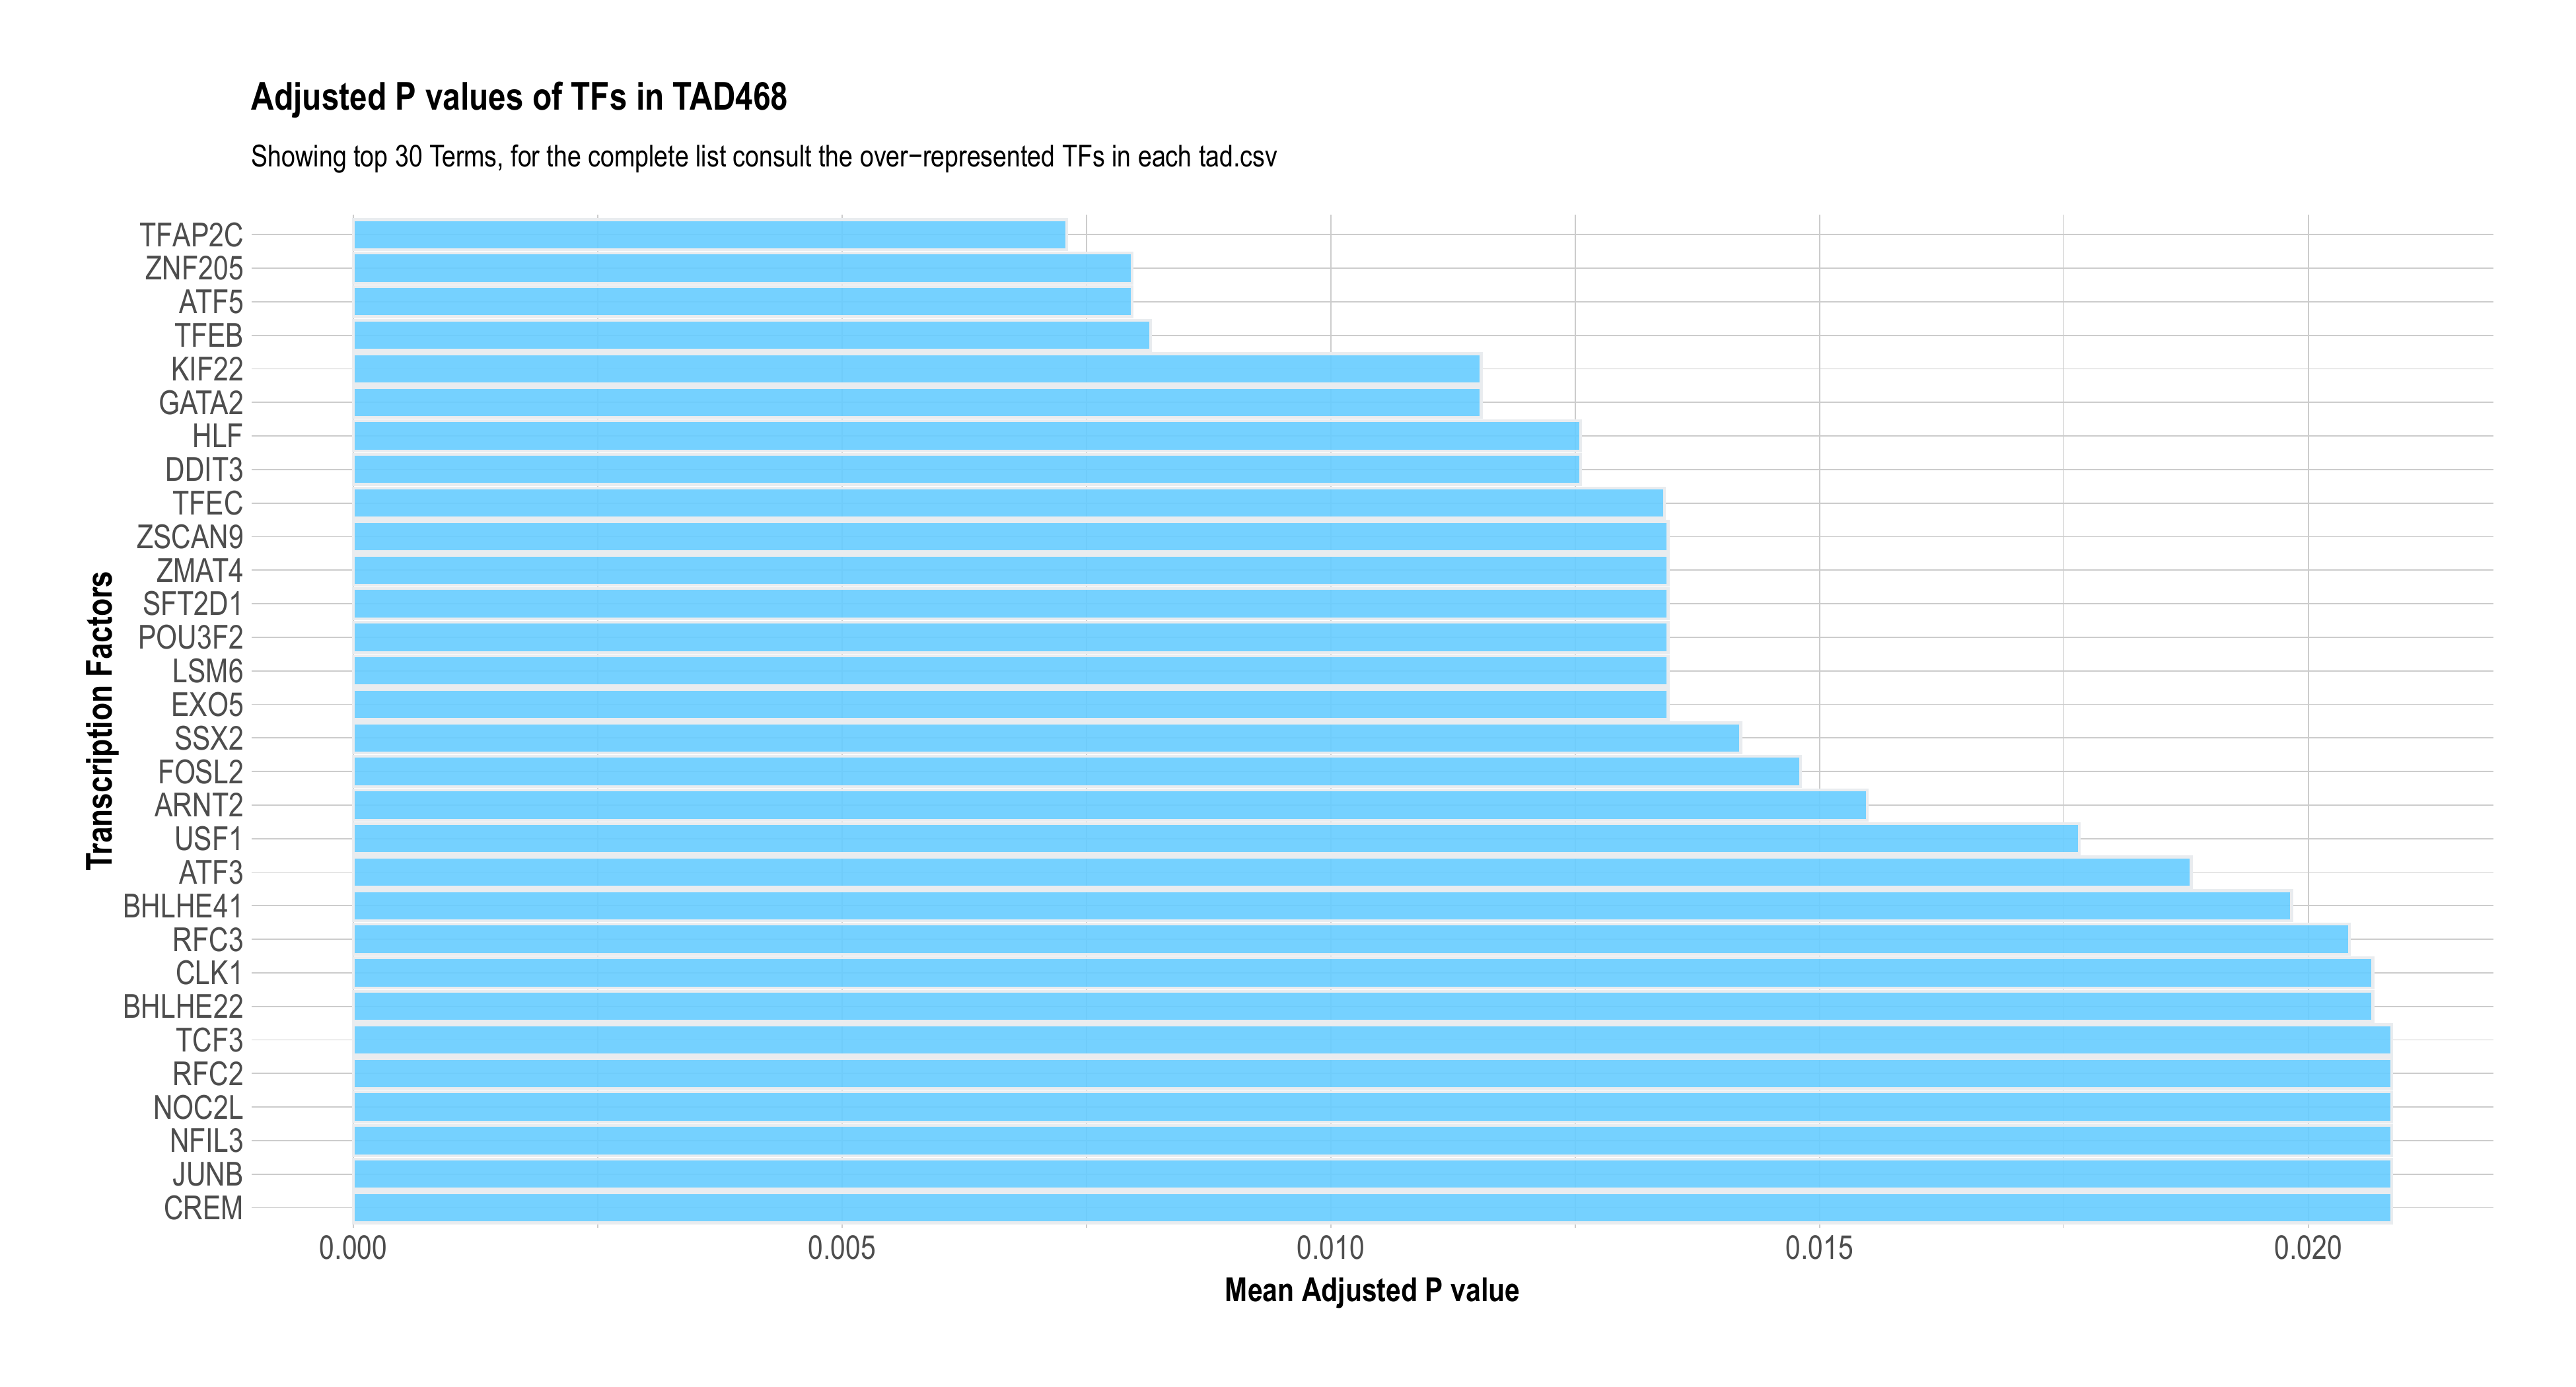 Adjusted P values of TFs in TAD468
Showing top 30 Terms, for the complete list consult the over−represented TFs in each tad.csv
Transcription Factors
TFAP2C
ZNF205
ATF5
TFEB
KIF22
GATA2
HLF
DDIT3
TFEC
ZSCAN9
ZMAT4
SFT2D1
POU3F2
LSM6
EXO5
SSX2
FOSL2
ARNT2
USF1
ATF3
BHLHE41
RFC3
CLK1
BHLHE22
TCF3
RFC2
NOC2L
NFIL3
JUNB
CREM
0.000 0.005 0.010 0.015 0.020
Mean Adjusted P value